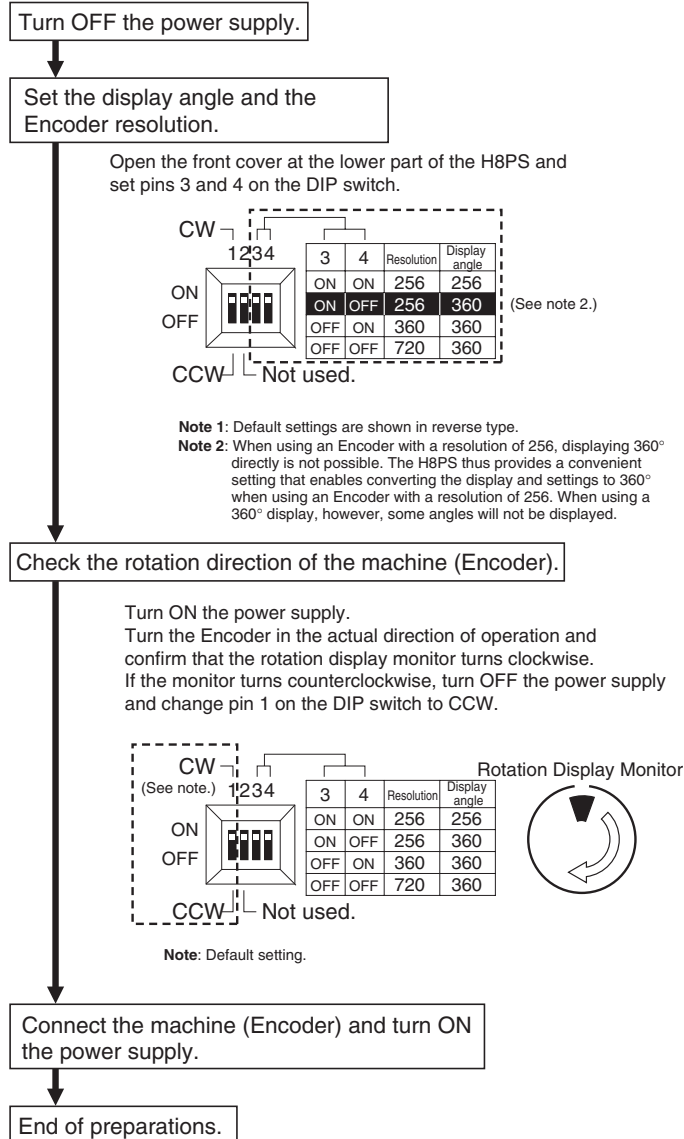 Turn OFF the power supply.
Set the display angle and the
Encoder resolution.
Open the front cover at the lower part of the H8PS and
set pins 3 and 4 on the DIP switch.
CW
1234
ON
OFF
CCW
Not used.
3 4 Resolution Display angle
ON ON 256 256
ON OFF 256 360
OFF ON 360 360
OFF OFF 720 360
(See note 2.)
Note 1: Default settings are shown in reverse type.
Note 2: When using an Encoder with a resolution of 256, displaying 360°
directly is not possible. The H8PS thus provides a convenient
setting that enables converting the display and settings to 360°
when using an Encoder with a resolution of 256. When using a
360° display, however, some angles will not be displayed.
Check the rotation direction of the machine (Encoder).
Turn ON the power supply.
Turn the Encoder in the actual direction of operation and
confirm that the rotation display monitor turns clockwise.
If the monitor turns counterclockwise, turn OFF the power supply
and change pin 1 on the DIP switch to CCW.
CW
(See note.) 1234
ON
OFF
CCW
Not used.
3 4 Resolution Display angle
ON ON 256 256
ON OFF 256 360
OFF ON 360 360
OFF OFF 720 360
Rotation Display Monitor
Note: Default setting.
Connect the machine (Encoder) and turn ON
the power supply.
End of preparations.